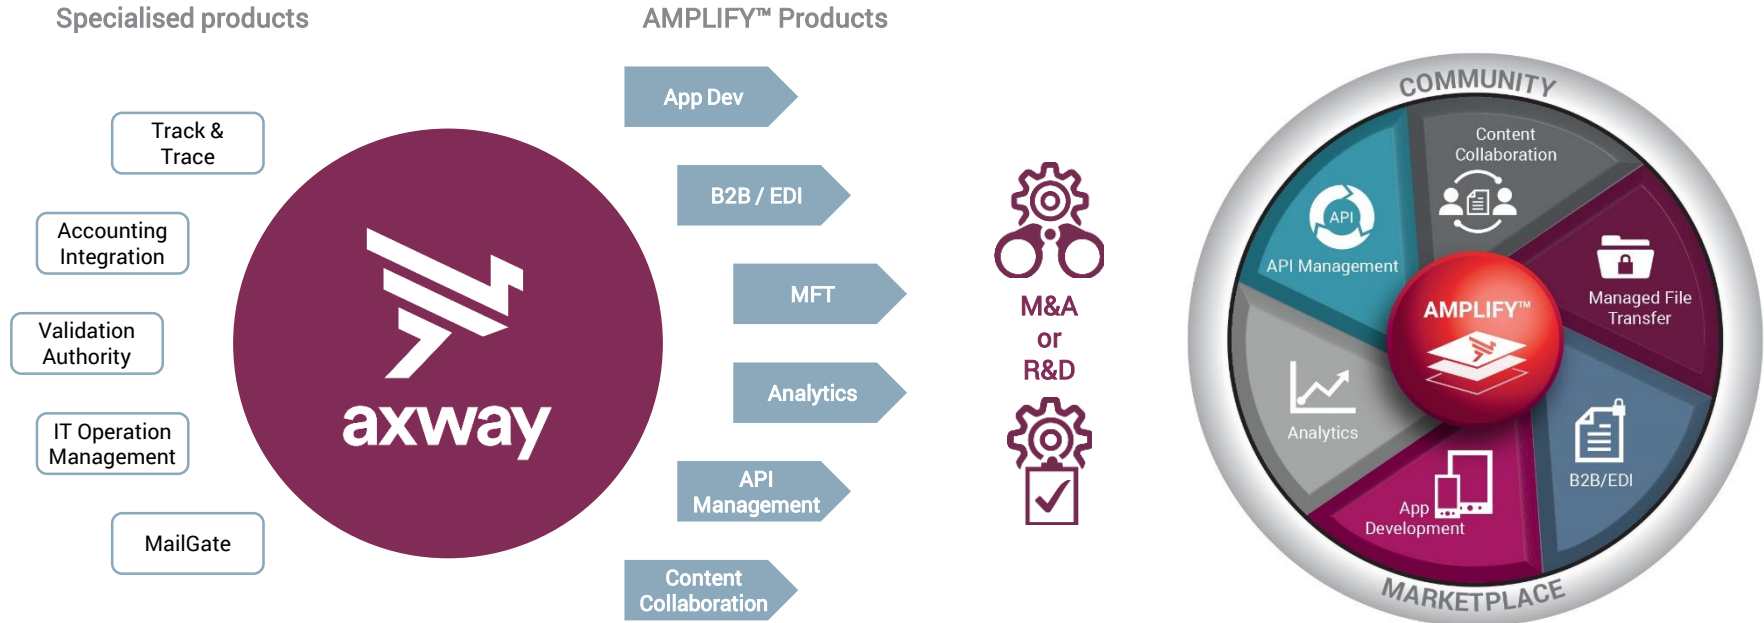 Specialised products
AMPLIFY™ Products
Track &
Trace
Accounting
Integration
Validation
Authority
IT Operation
Management
MailGate
axway
App Dev
B2B / EDI
MFT
Analytics
API
Management
Content
Collaboration
M&A
or
R&D
COMMUNITY
Content
Collaboration
API
API Management
Managed File
Transfer
AMPLIFY™
Analytics
B2B/EDI
App
Development
MARKETPLACE